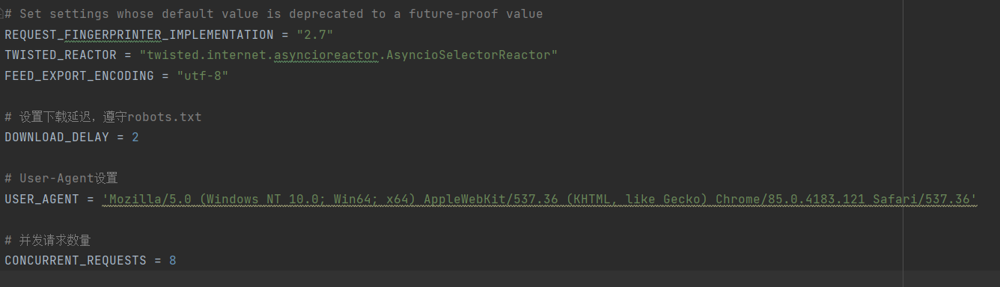 # Set settings whose default value is deprecated to a future-proof value
REQUEST_FINGERPRINTER_IMPLEMENTATION = "2.7"
TWISTED_REACTOR = "twisted.internet.asyncioreactor.AsyncioSelectorReactor"
FEED_EXPORT_ENCODING = "utf-8"
# 设置下载延迟，遵守robots.txt
DOWNLOAD_DELAY = 2
# User-Agent设置
USER_AGENT = 'Mozilla/5.0 (Windows NT 10.0; Win64; x64) AppleWebKit/537.36 (KHTML, like Gecko) Chrome/85.0.4183.121 Safari/537.36'
# 并发请求数量
CONCURRENT_REQUESTS = 8